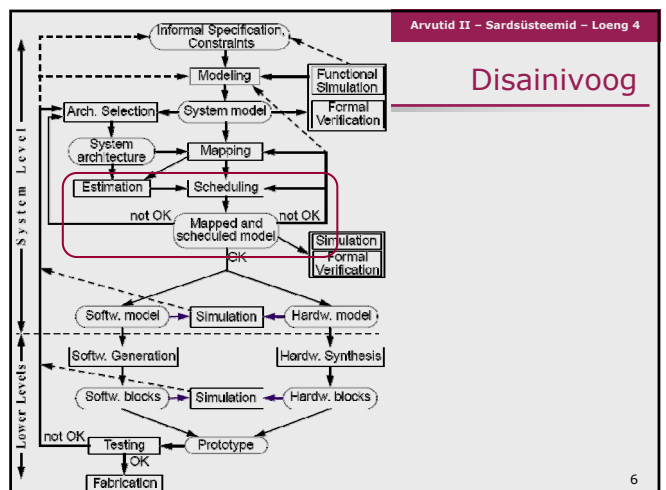 Arvutid II – Sardsüsteemid – Loeng 4
Disainivoog
Informal Specification,
Constraints
Modeling
Functional
Simulation
Formal
Verification
Arch. Selection
System model
System
architecture
Mapping
Estimation
Scheduling
not OK
not OK
Mapped and
scheduled model
Simulation
Formal
Verification
OK
Softw. model
Simulation
Hardw. model
Softw. Generation
Hardw. Synthesis
Softw. blocks
Simulation
Hardw. blocks
not OK
Testing
Prototype
OK
Fabrication
System Level
Lower Levels
6